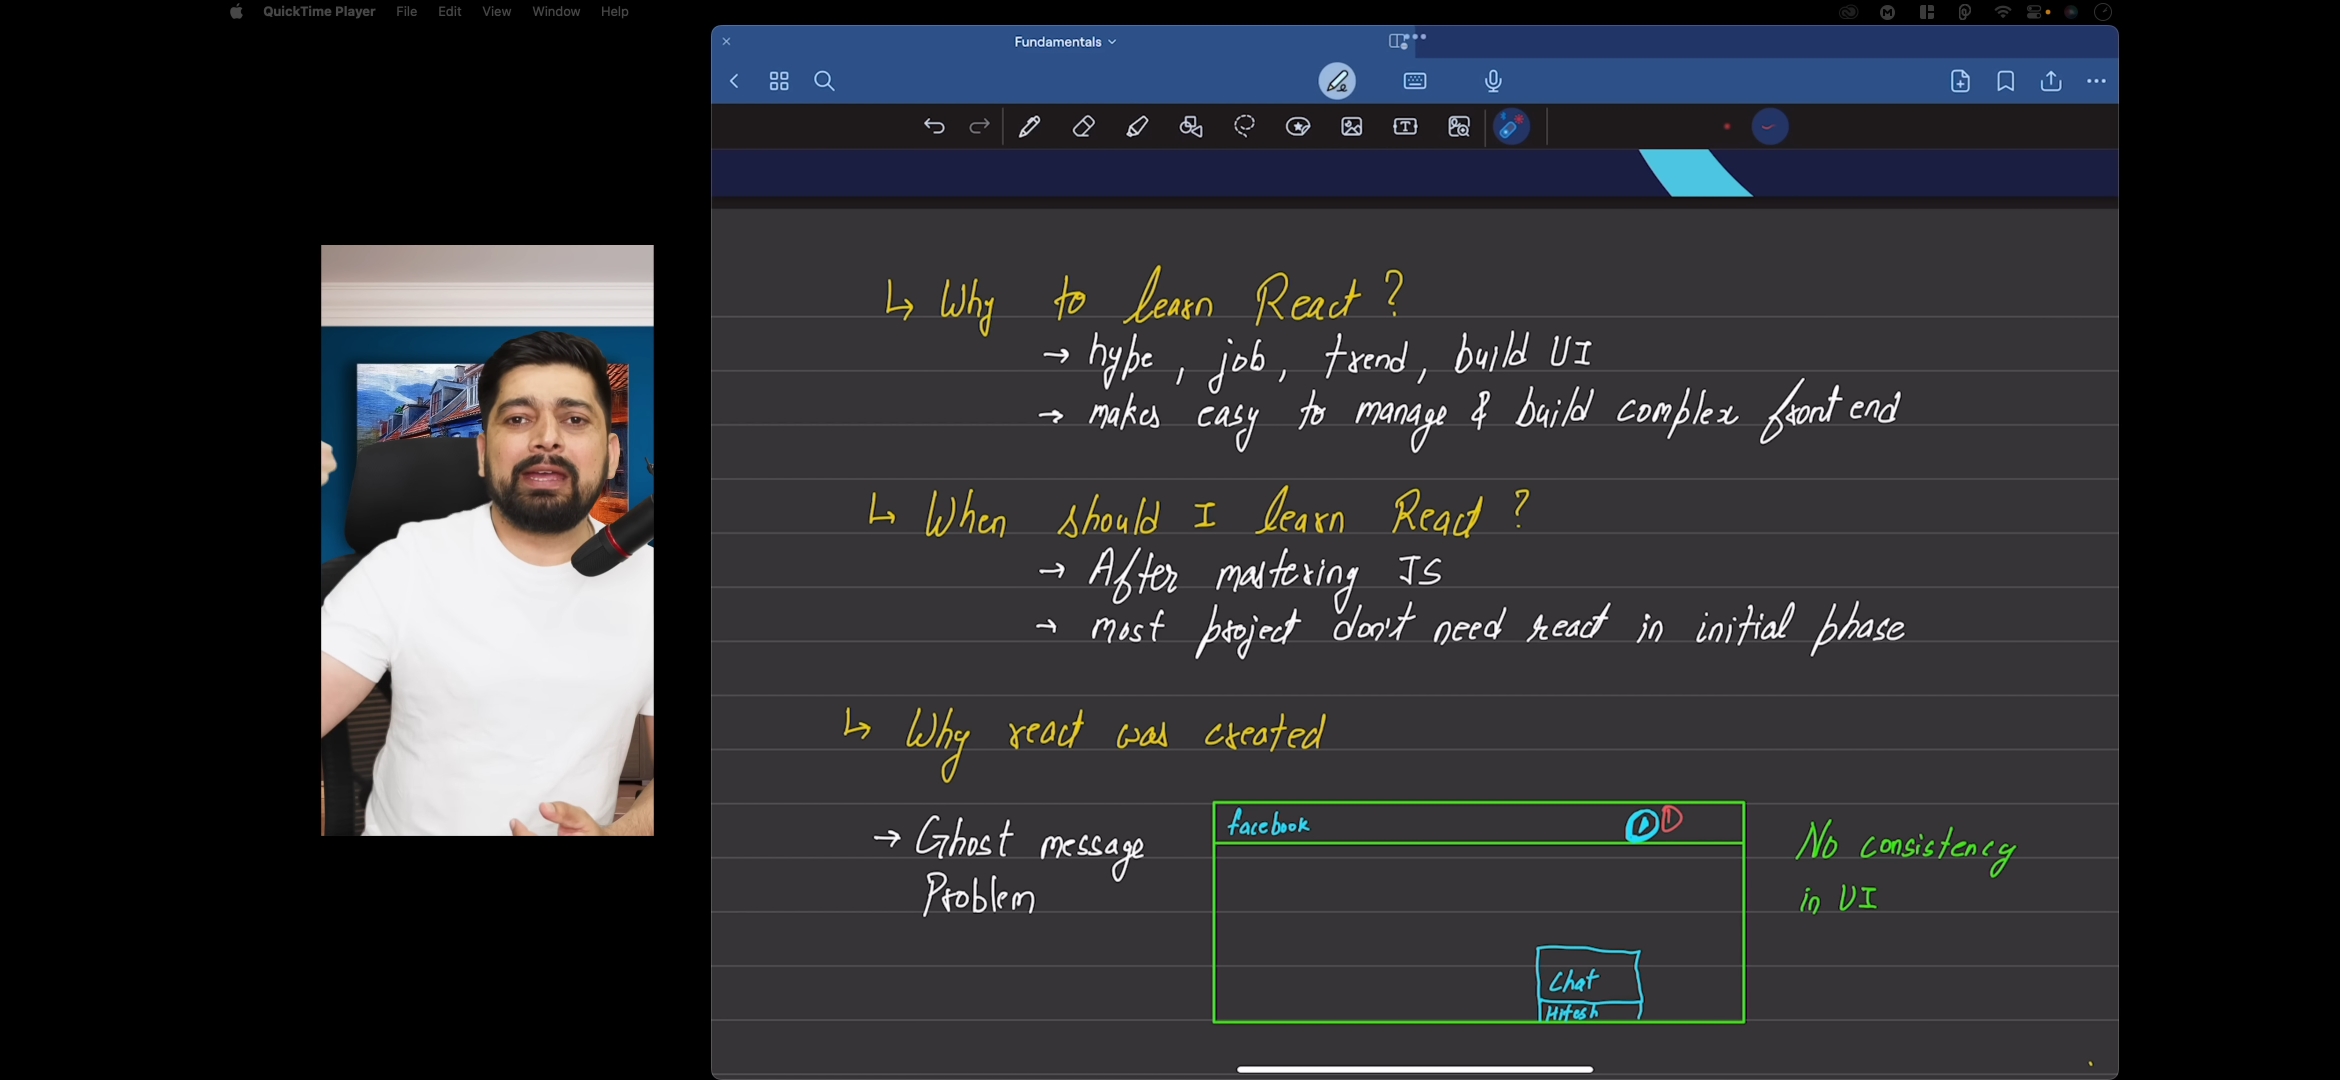 QuickTime Player File Edit View Window Help
Fundamentals
T
↳ Why to learn React ?
→ hype, job, trend, build UI
→ makes easy to manage & build complex front end
↳ When should I learn React ?
→ After mastering JS
→ most project don't need react in initial phase
↳ Why react was created
→ Ghost message
Problem
facebook
1
No consistency
in UI
Chat
Hitesh